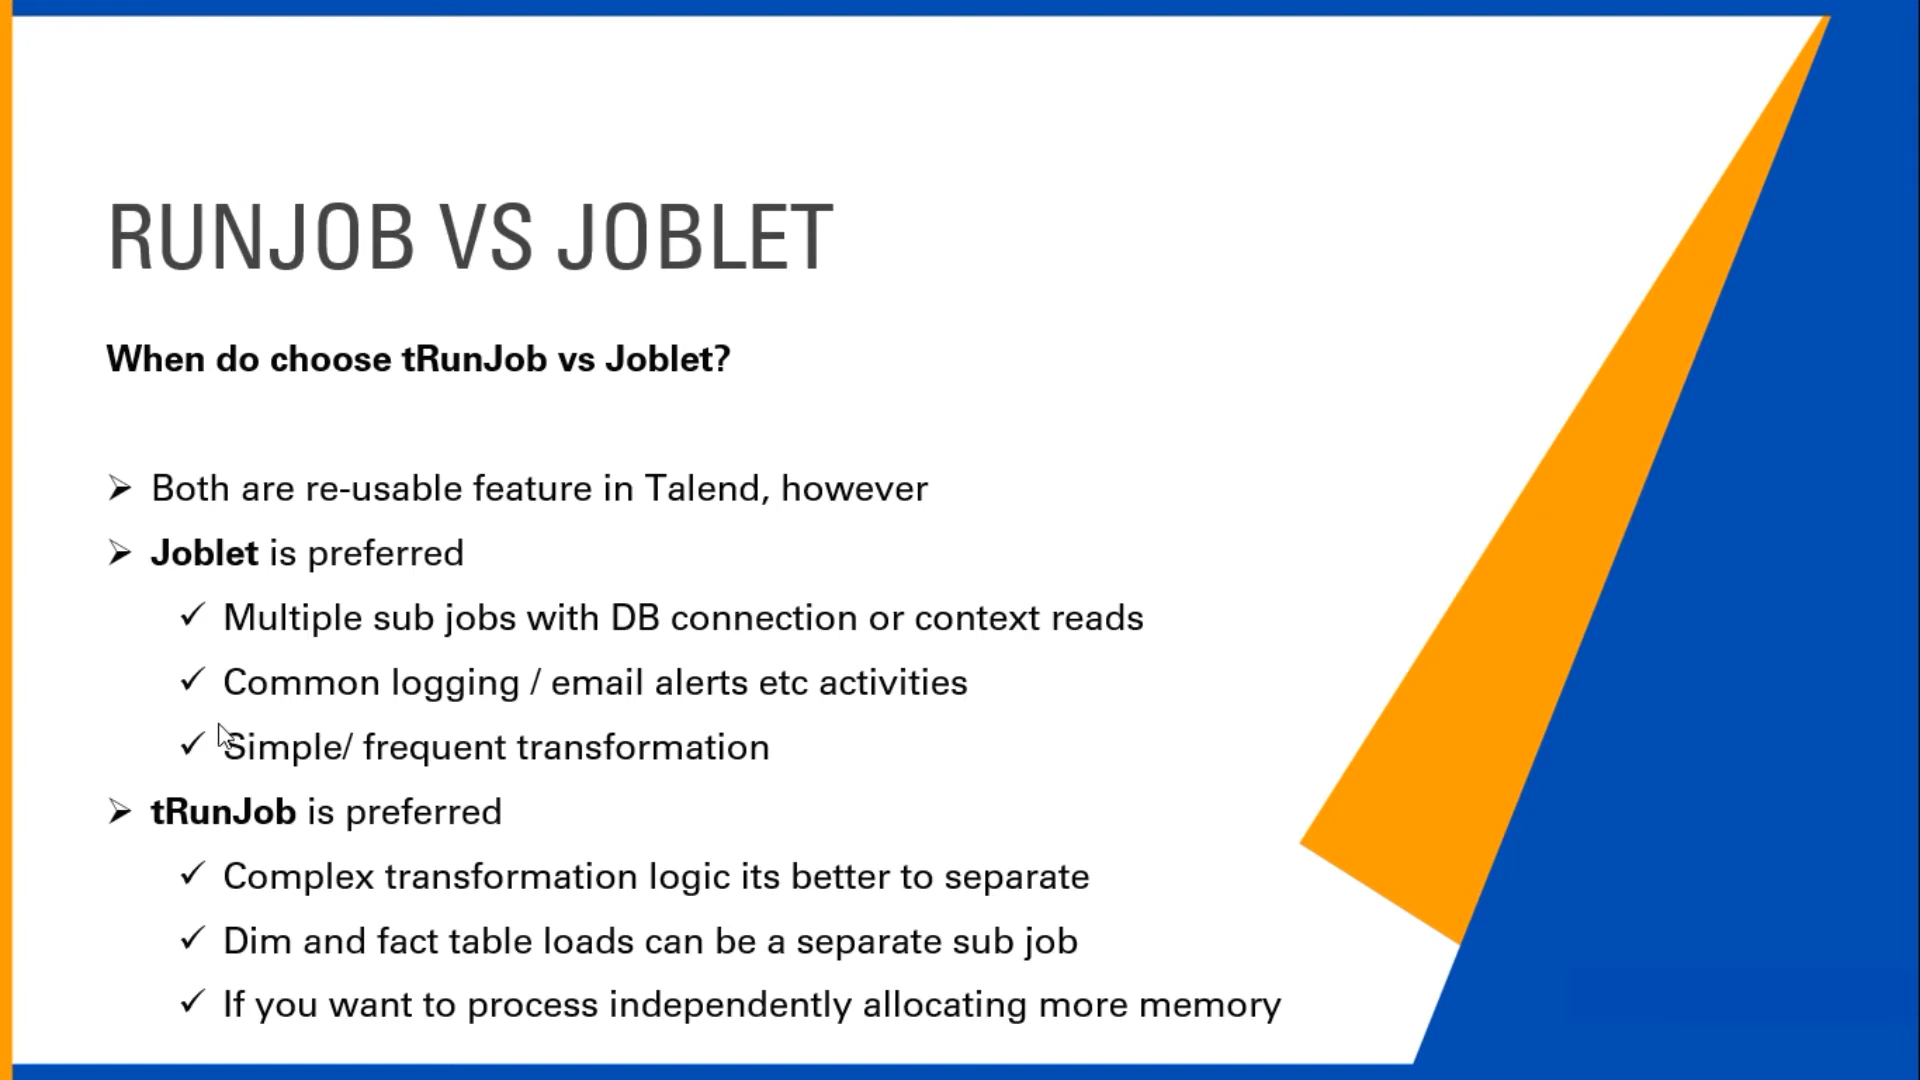 RUNJOB VS JOBLET
When do choose tRunJob vs Joblet?
Both are re-usable feature in Talend, however
Joblet is preferred
Multiple sub jobs with DB connection or context reads
Common logging / email alerts etc activities
Simple/ frequent transformation
tRunJob is preferred
Complex transformation logic its better to separate
Dim and fact table loads can be a separate sub job
If you want to process independently allocating more memory